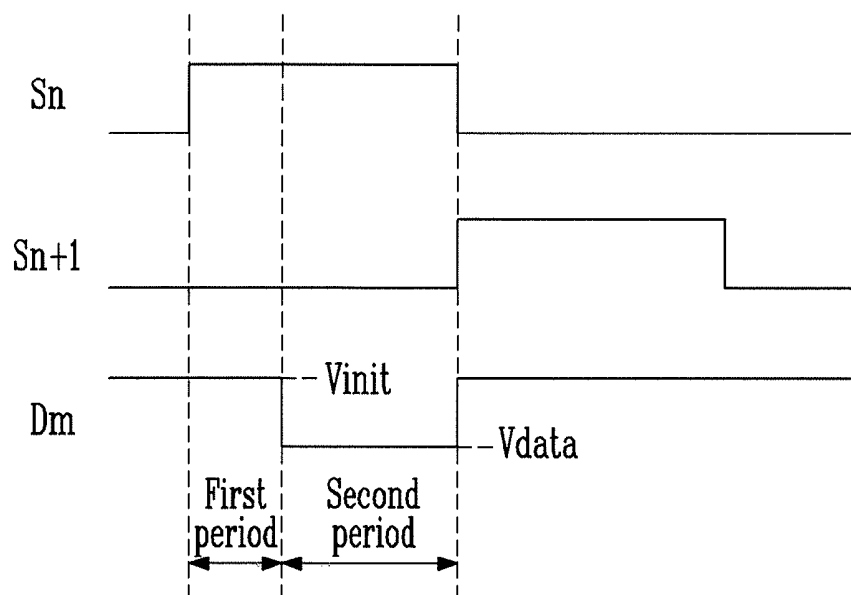 Sn
Sn+1
Vinit
Dm
Vdata
First
period
Second
period